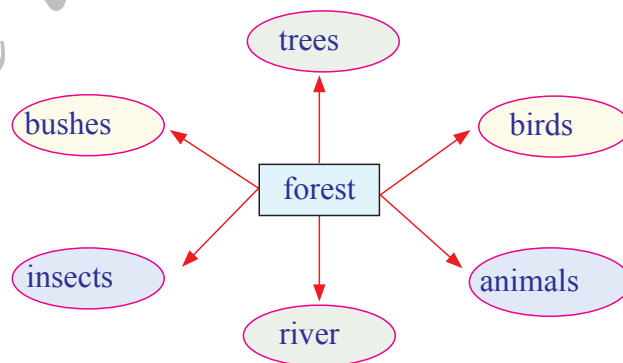 trees
bushes
birds
forest
insects
animals
river